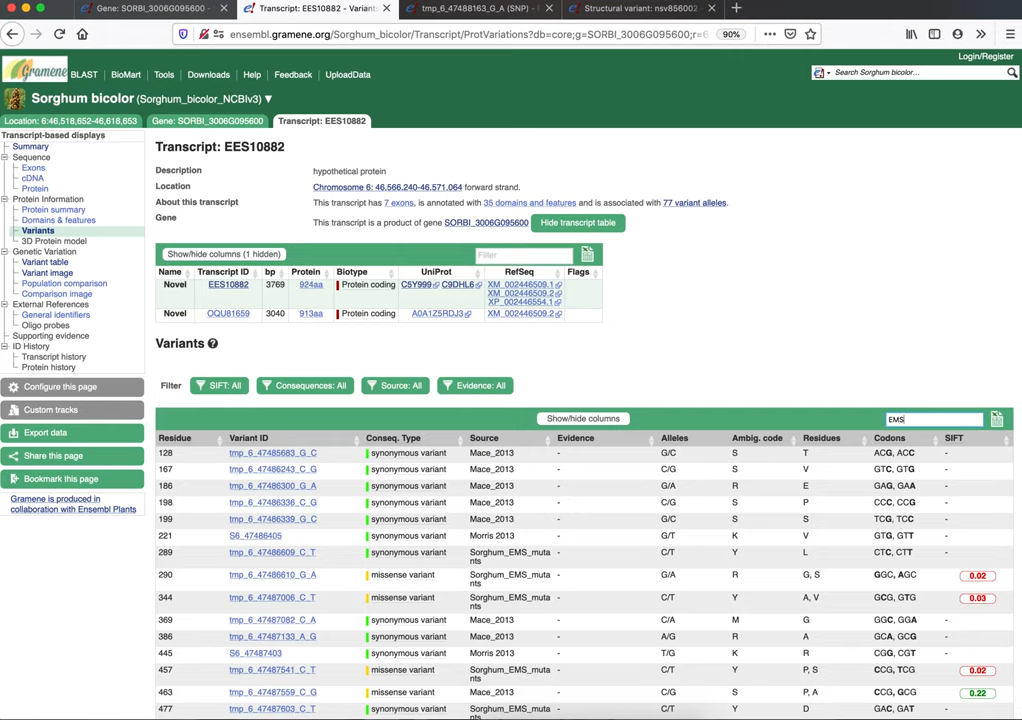 Gene: SORBI_3006G095600 - ×
Transcript: EES10882 - Variants ×
tmp_6_47488163_G_A (SNP) - E ×
Structural variant: nsv856002 ×
ensembl.gramene.org/Sorghum_bicolor/Transcript/ProtVariations?db=core;g=SORBI_3006G095600;r=6 90%
Login/Register
Gramene BLAST BioMart Tools Downloads Help Feedback UploadData Search Sorghum bicolor...
Sorghum bicolor (Sorghum_bicolor_NCBIv3) ▼
Location: 6:46,518,652-46,618,653 Gene: SORBI_3006G095600 Transcript: EES10882
Transcript-based displays
Summary
Sequence
Exons
cDNA
Protein
Protein Information
Protein summary
Domains & features
Variants
3D Protein model
Genetic Variation
Variant table
Variant image
Population comparison
Comparison image
External References
General identifiers
Oligo probes
Supporting evidence
ID History
Transcript history
Protein history
Configure this page
Custom tracks
Export data
Share this page
Bookmark this page
Gramene is produced in
collaboration with Ensembl Plants
Transcript: EES10882
Description hypothetical protein
Location Chromosome 6: 46,566,240-46,571,064 forward strand.
About this transcript This transcript has 7 exons, is annotated with 35 domains and features and is associated with 77 variant alleles.
Gene This transcript is a product of gene SORBI_3006G095600 Hide transcript table
Show/hide columns (1 hidden) Filter
Name Transcript ID bp Protein Biotype UniProt RefSeq Flags
Novel EES10882 3769 924aa Protein coding C5Y999 C9DHL6 XM_002446509.1
XM_002446509.2
XP_002446554.1
Novel OQU81659 3040 913aa Protein coding A0A1Z5RDJ3 XM_002446509.2
Variants ?
Filter SIFT: All Consequences: All Source: All Evidence: All
Show/hide columns EMS
Residue Variant ID Conseq. Type Source Evidence Alleles Ambig. code Residues Codons SIFT
128 tmp_6_47485683_G_C synonymous variant Mace_2013 - G/C S T ACG, ACC -
167 tmp_6_47486243_C_G synonymous variant Mace_2013 - C/G S V GTC, GTG -
186 tmp_6_47486300_G_A synonymous variant Mace_2013 - G/A R E GAG, GAA -
198 tmp_6_47486336_C_G synonymous variant Mace_2013 - C/G S P CCC, CCG -
199 tmp_6_47486339_G_C synonymous variant Mace_2013 - G/C S S TCG, TCC -
221 S6_47486405 synonymous variant Morris 2013 - G/T K V GTG, GTT -
289 tmp_6_47486609_C_T synonymous variant Sorghum_EMS_muta - C/T Y L CTC, CTT -
nts
290 tmp_6_47486610_G_A missense variant Sorghum_EMS_muta - G/A R G, S GGC, AGC 0.02
nts
344 tmp_6_47487006_C_T missense variant Sorghum_EMS_muta - C/T Y A, V GCG, GTG 0.03
nts
369 tmp_6_47487082_C_A synonymous variant Mace_2013 - C/A M G GGC, GGA -
386 tmp_6_47487133_A_G synonymous variant Mace_2013 - A/G R A GCA, GCG -
445 S6_47487403 synonymous variant Morris 2013 - T/G K R CGG, CGT -
457 tmp_6_47487541_C_T missense variant Sorghum_EMS_muta - C/T Y P, S CCG, TCG 0.02
nts
463 tmp_6_47487559_C_G missense variant Mace_2013 - C/G S P, A CCG, GCG 0.22
477 tmp_6_47487603_C_T synonymous variant Sorghum_EMS_muta - C/T Y D GAC, GAT -
nts